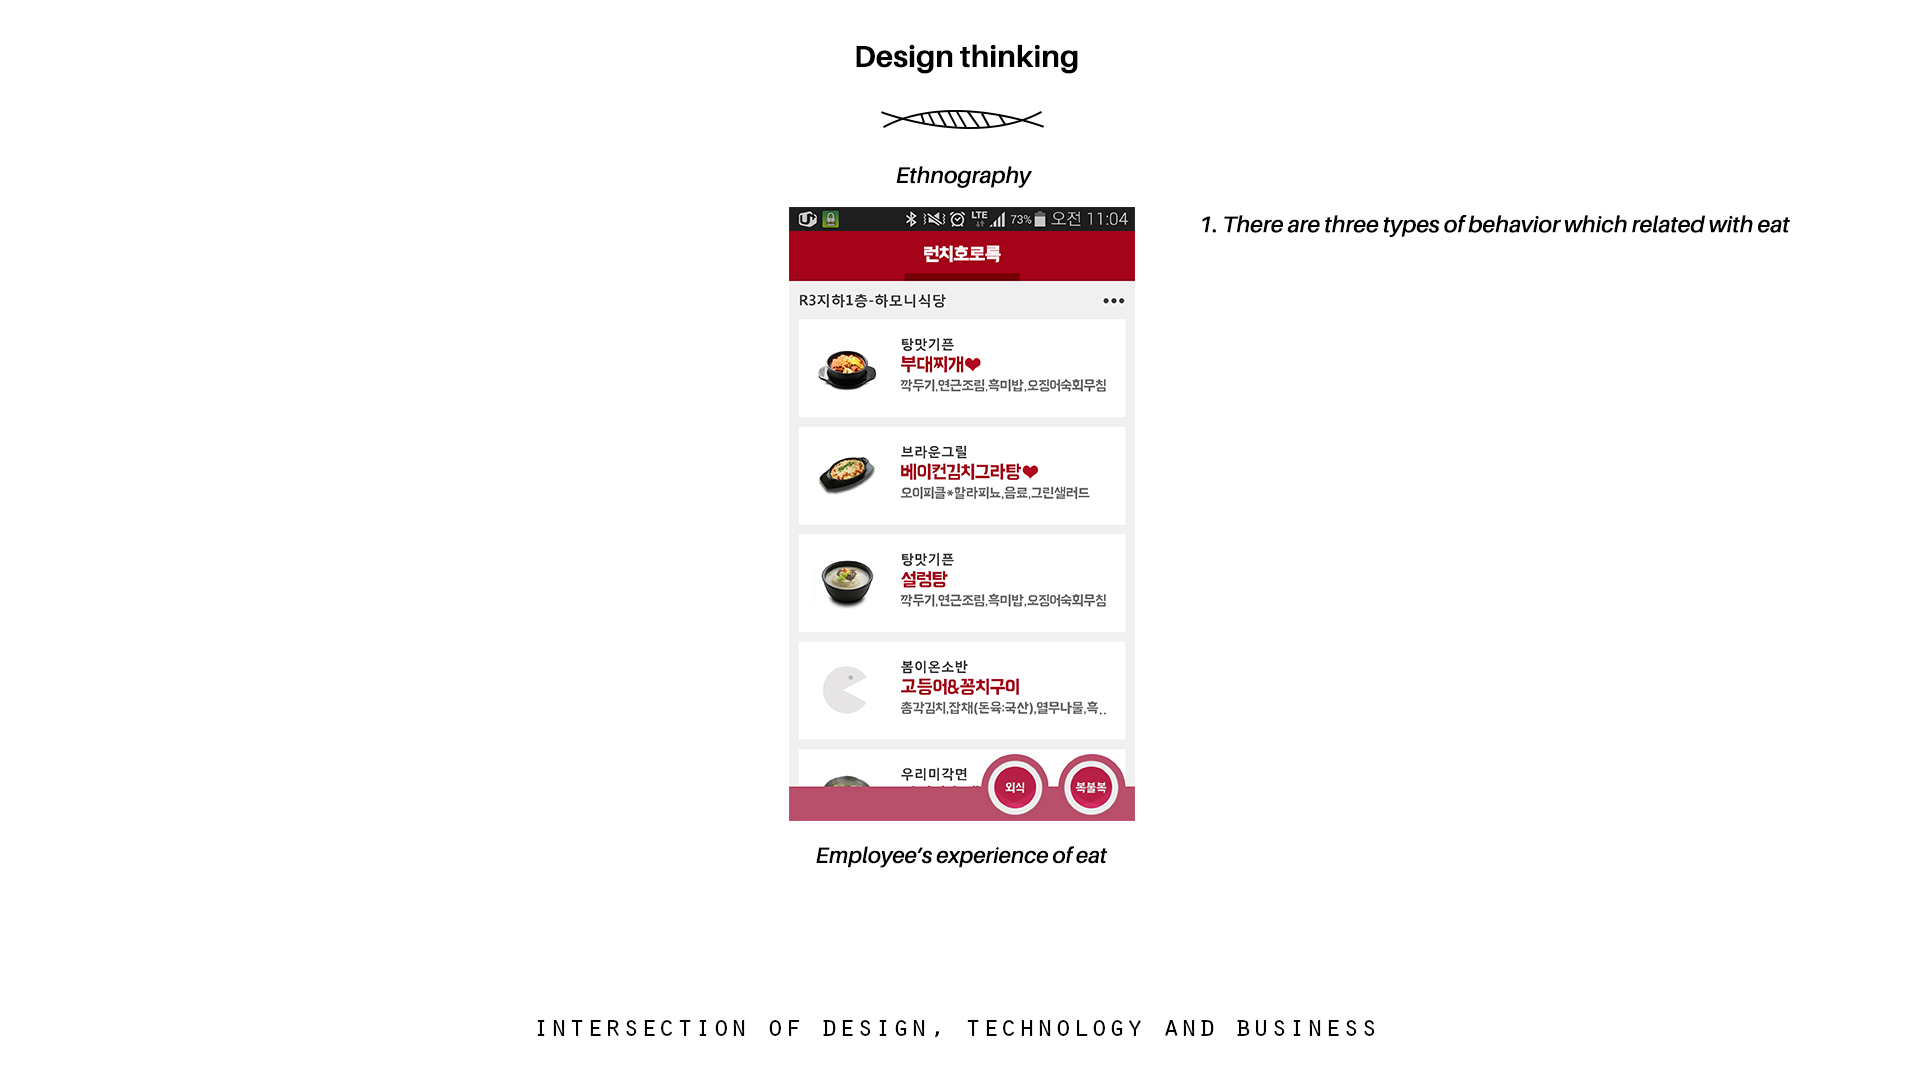 Design thinking
Ethnography
LTE 73% 오전 11:04
런치호로록
R3지하1층-하모니식당
탕맛기픈
부대찌개❤
깍두기,연근조림,흑미밥,오징어숙회무침
브라운그릴
베이컨김치그라탕❤
오이피클*할라피뇨,음료,그린샐러드
탕맛기픈
설렁탕
깍두기,연근조림,흑미밥,오징어숙회무침
봄이온소반
고등어&꽁치구이
총각김치,잡채(돈육:국산),열무나물,흑..
우리미각면
외식
복불복
1. There are three types of behavior which related with eat
Employee's experience of eat
INTERSECTION OF DESIGN, TECHNOLOGY AND BUSINESS